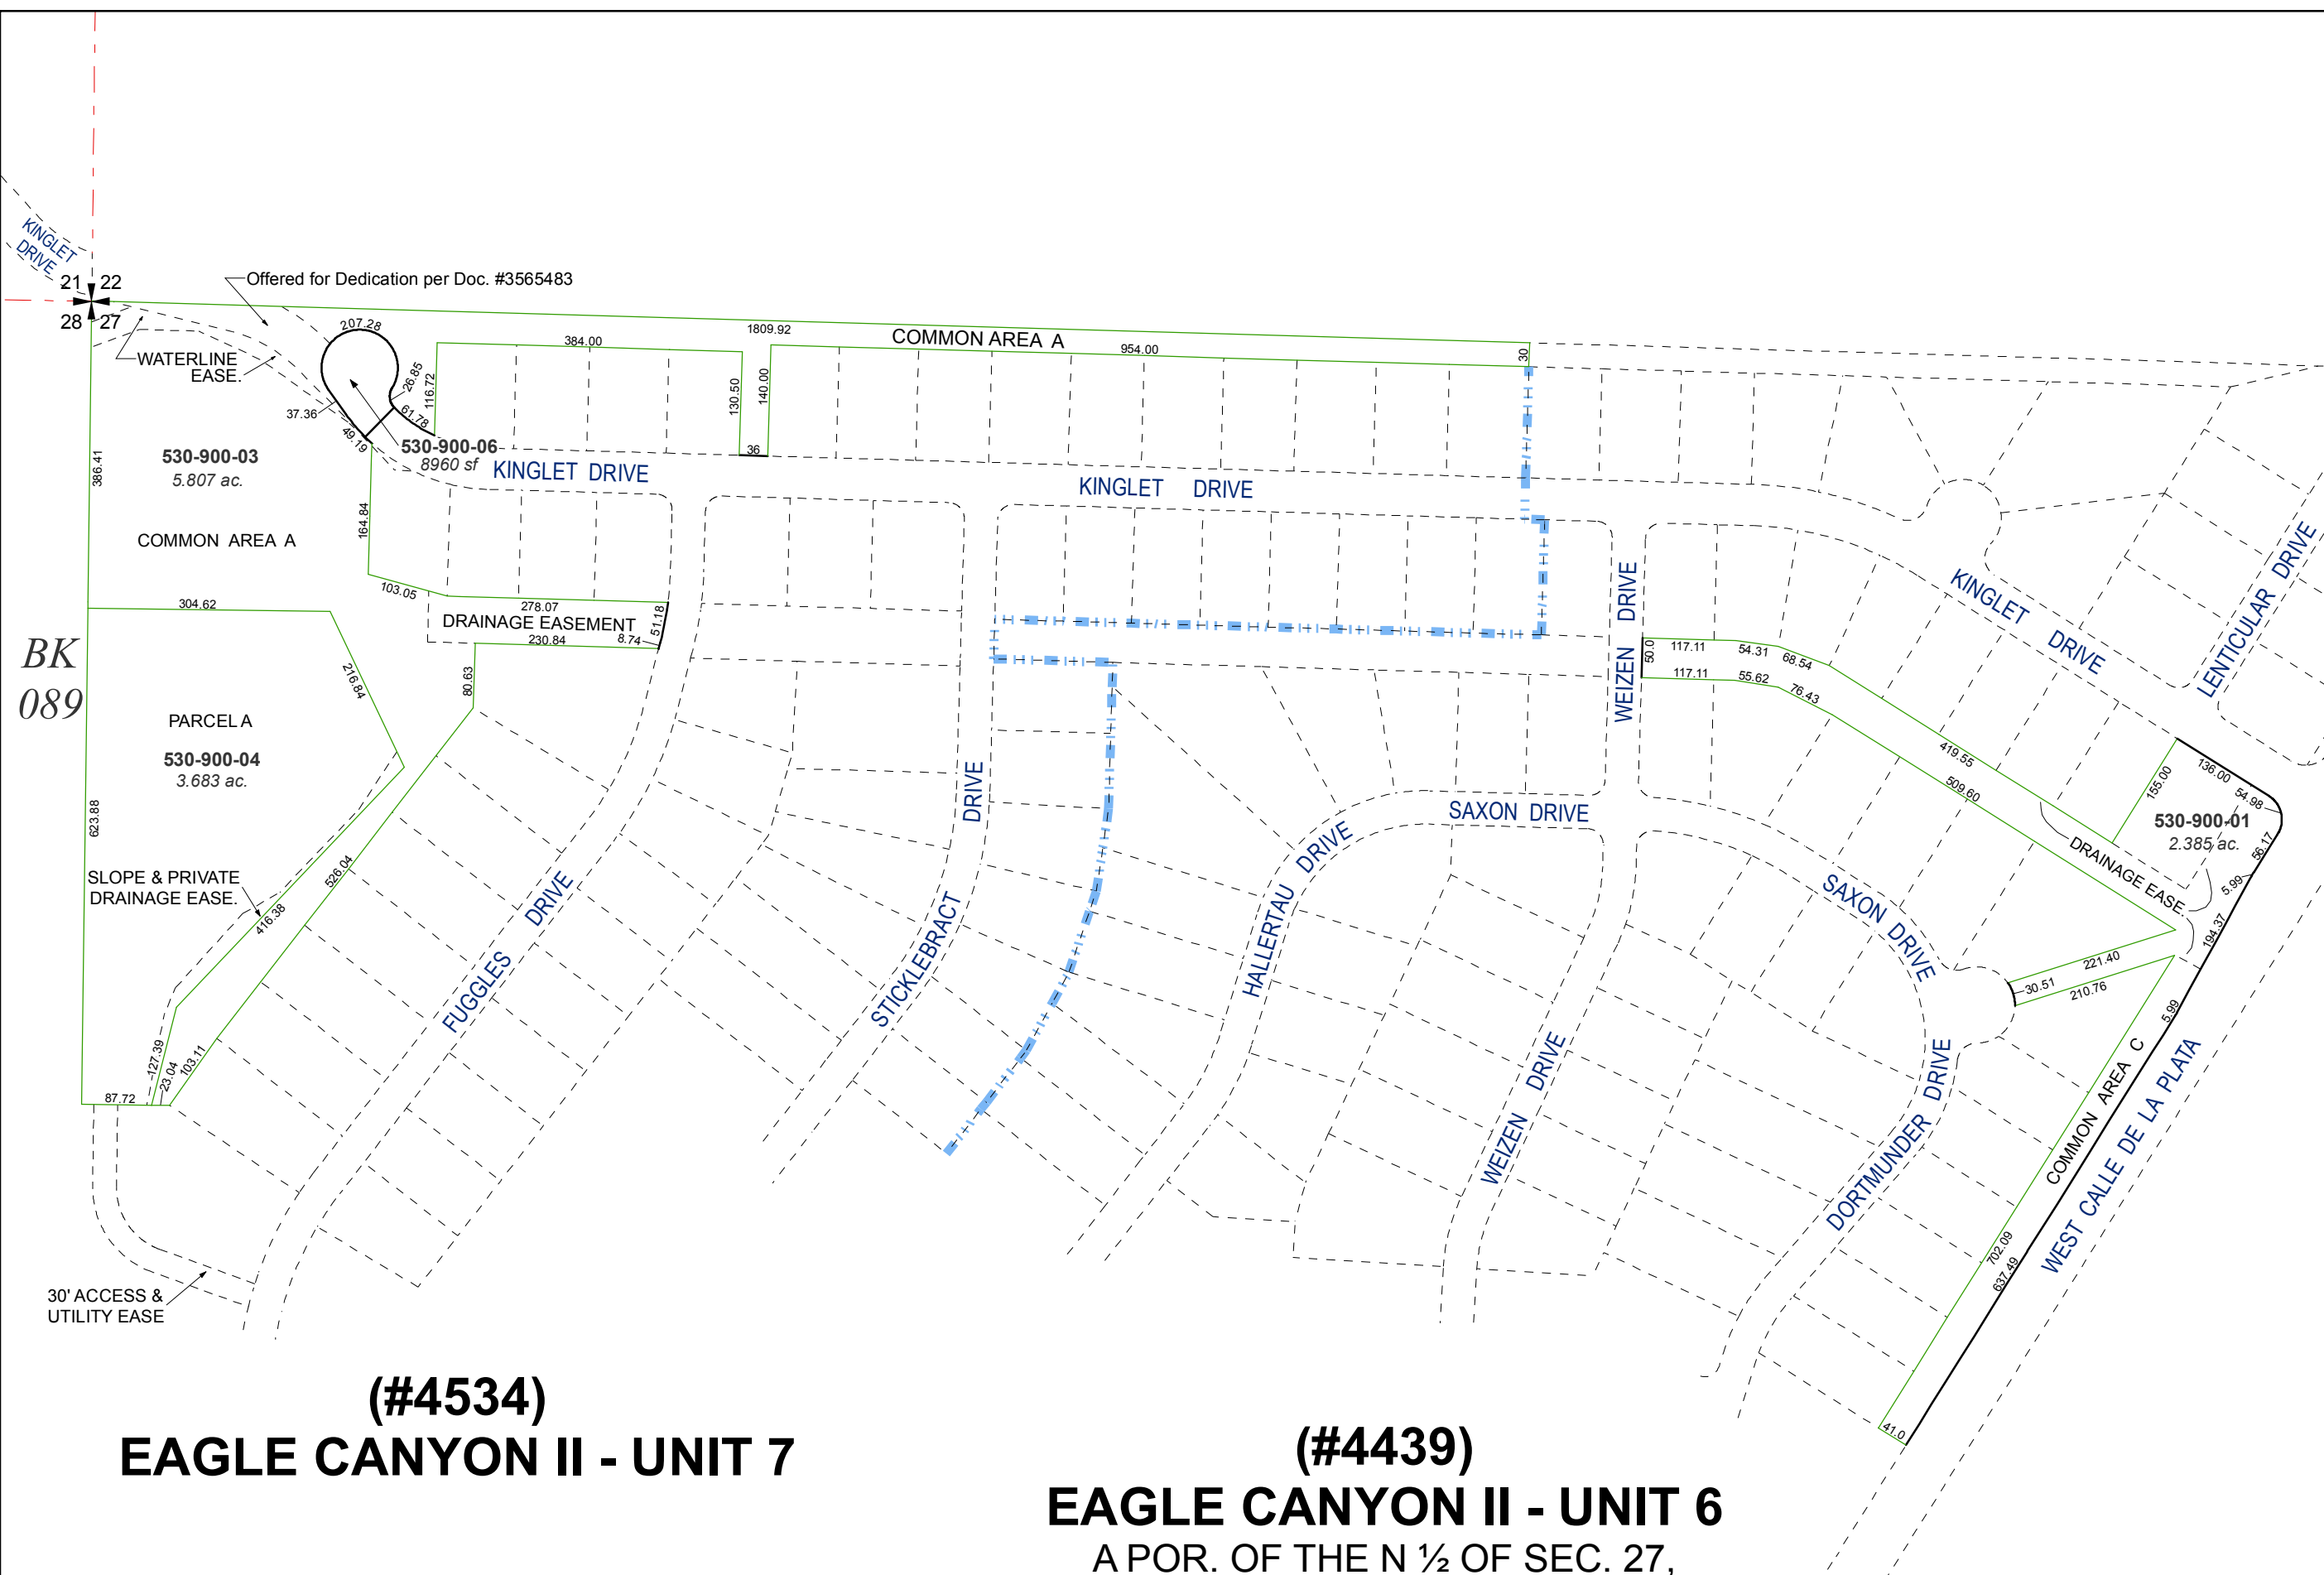 KINGLET
DRIVE
21 22
28 27
Offered for Dedication per Doc. #3565483
WATERLINE
EASE.
207.28
26.85
116.72
61.78
37.36
49.19
384.00
1809.92
COMMON AREA A
954.00
30
130.50
140.00
36
530-900-03
5.807 ac.
530-900-06
8960 sf
KINGLET DRIVE
KINGLET DRIVE
386.41
164.84
COMMON AREA A
103.05
304.62
278.07
DRAINAGE EASEMENT
230.84
8.74
51.18
80.63
BK
089
216.84
PARCEL A
530-900-04
3.683 ac.
623.88
SLOPE & PRIVATE
DRAINAGE EASE.
526.04
416.38
127.39
23.04
103.11
87.72
30' ACCESS &
UTILITY EASE
FUGGLES DRIVE
STICKLEBRACT DRIVE
HALLERTAU DRIVE
SAXON DRIVE
WEIZEN DRIVE
50.0
117.11
54.31
68.54
117.11
55.62
76.43
419.55
509.60
KINGLET DRIVE
LENTICULAR DRIVE
155.00
136.00
54.98
530-900-01
2.385 ac.
56.17
5.99
DRAINAGE EASE.
194.37
SAXON DRIVE
221.40
30.51
210.76
5.99
WEIZEN DRIVE
DORTMUNDER DRIVE
COMMON AREA C
WEST CALLE DE LA PLATA
702.09
637.49
41.0
(#4534)
EAGLE CANYON II - UNIT 7
(#4439)
EAGLE CANYON II - UNIT 6
A POR. OF THE N ½ OF SEC. 27,